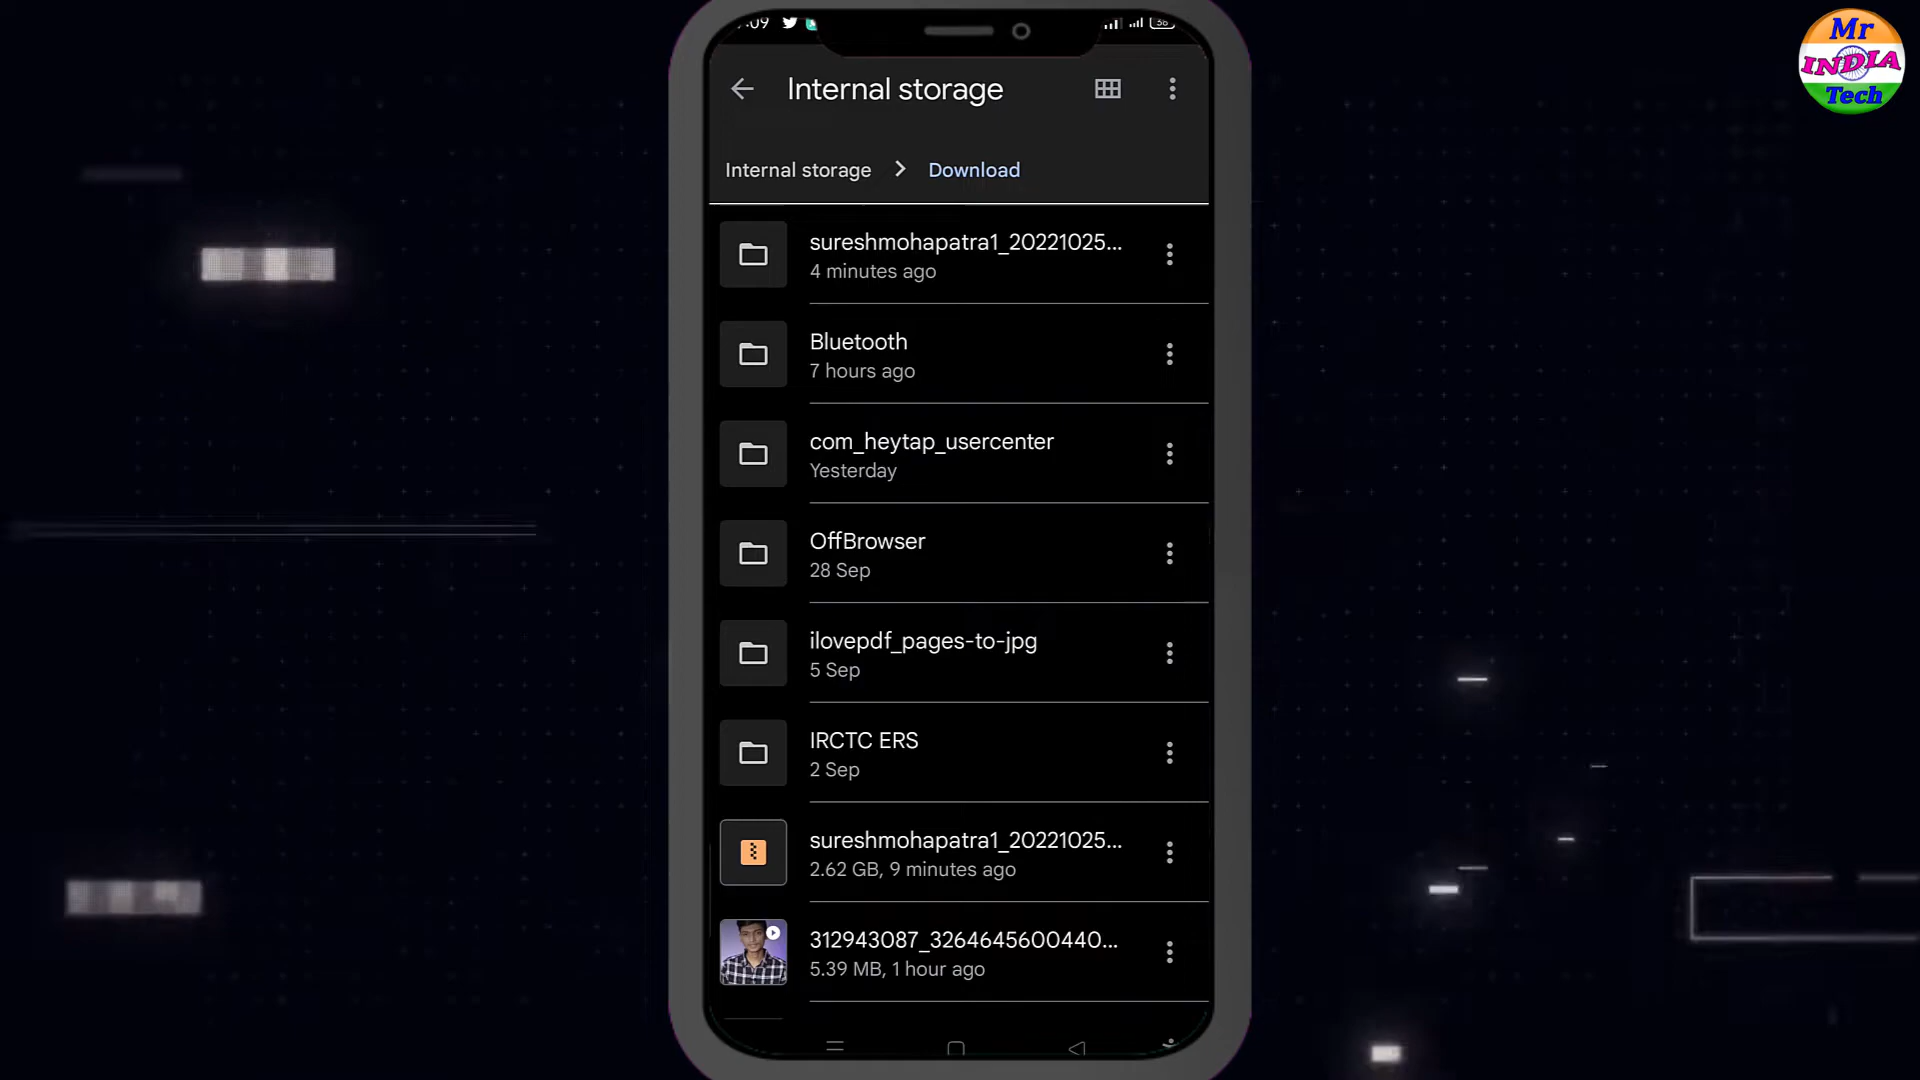 :09
36
Internal storage
Internal storage > Download
sureshmohapatra1_20221025...
4 minutes ago
Bluetooth
7 hours ago
com_heytap_usercenter
Yesterday
OffBrowser
28 Sep
ilovepdf_pages-to-jpg
5 Sep
IRCTC ERS
2 Sep
sureshmohapatra1_20221025...
2.62 GB, 9 minutes ago
312943087_3264645600440...
5.39 MB, 1 hour ago
Mr
INDIA
Tech